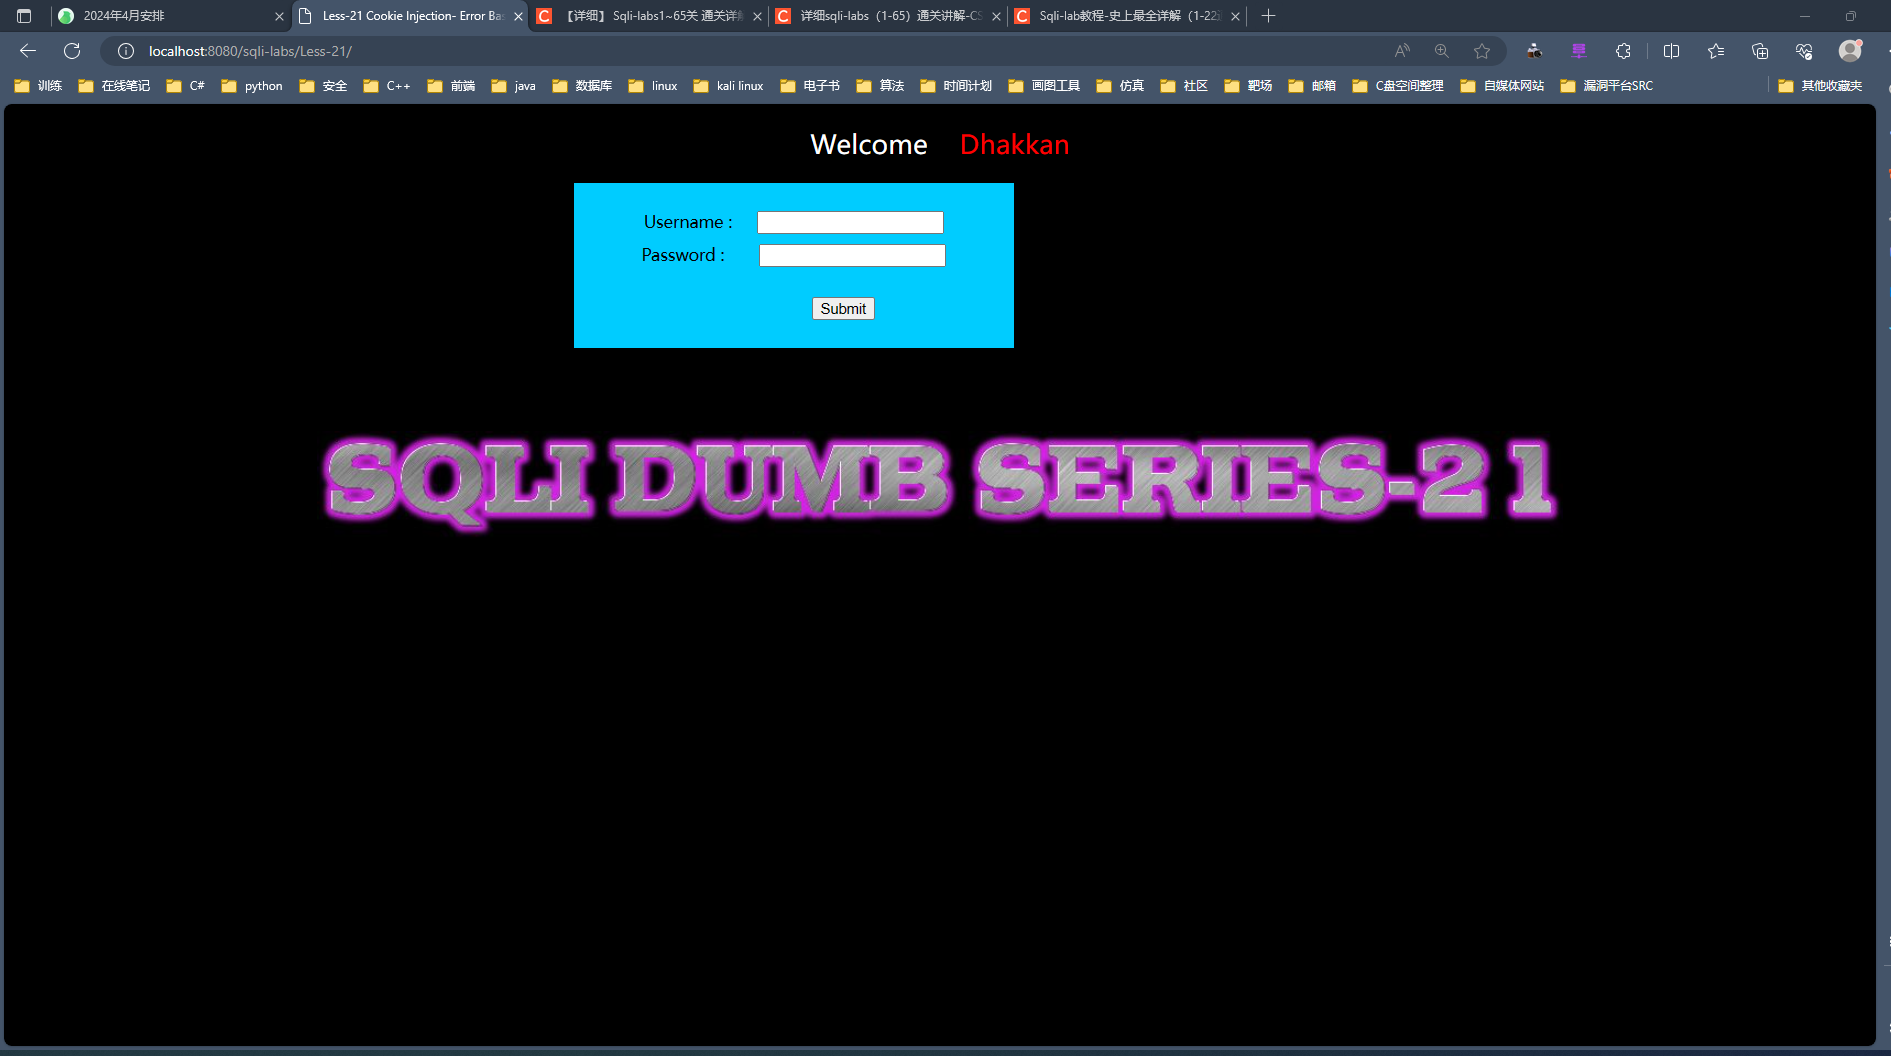 2024年4月安排
Less-21 Cookie Injection- Error Bas
【详细】 Sqli-labs1~65关 通关详解
详细sqli-labs（1-65）通关讲解-CS
Sqli-lab教程-史上最全详解（1-22通
localhost:8080/sqli-labs/Less-21/
训练 在线笔记 C# python 安全 C++ 前端 java 数据库 linux kali linux 电子书 算法 时间计划 画图工具 仿真 社区 靶场 邮箱 C盘空间整理 自媒体网站 漏洞平台SRC 其他收藏夹
Welcome Dhakkan
Username :
Password :
Submit
SQLI DUMB SERIES-21